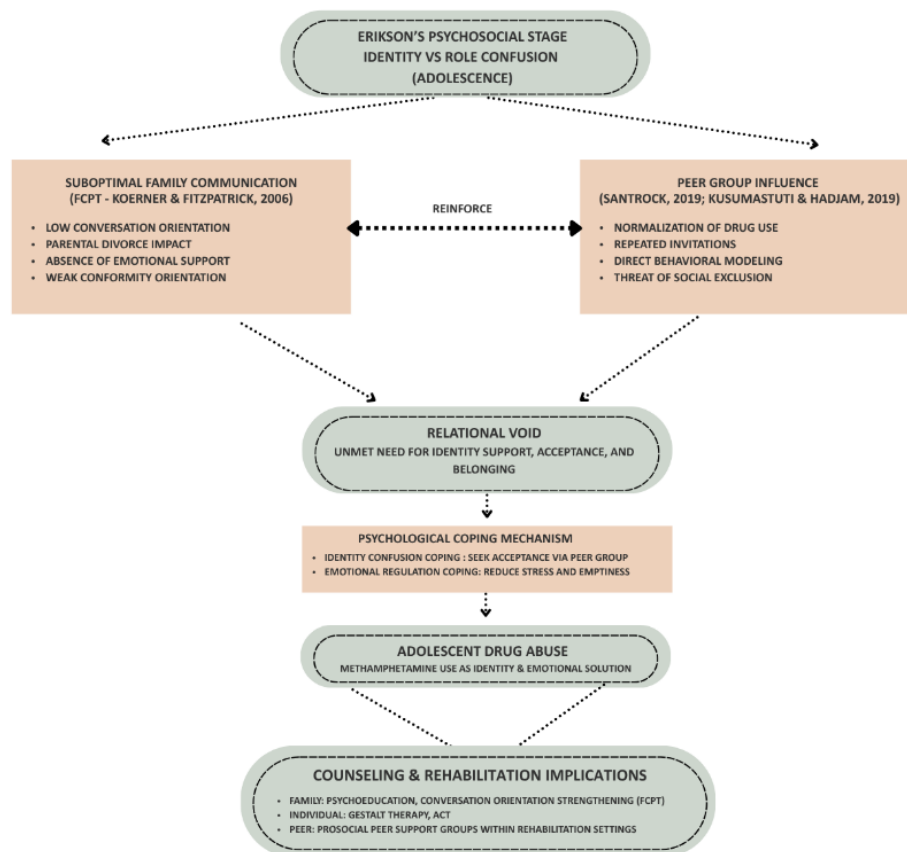 ERIKSON'S PSYCHOSOCIAL STAGE
IDENTITY VS ROLE CONFUSION
(ADOLESCENCE)
SUBOPTIMAL FAMILY COMMUNICATION
(FCPT - KOERNER & FITZPATRICK, 2006)
• LOW CONVERSATION ORIENTATION
• PARENTAL DIVORCE IMPACT
• ABSENCE OF EMOTIONAL SUPPORT
• WEAK CONFORMITY ORIENTATION
REINFORCE
PEER GROUP INFLUENCE
(SANTROCK, 2019; KUSUMASTUTI & HADJAM, 2019)
• NORMALIZATION OF DRUG USE
• REPEATED INVITATIONS
• DIRECT BEHAVIORAL MODELING
• THREAT OF SOCIAL EXCLUSION
RELATIONAL VOID
UNMET NEED FOR IDENTITY SUPPORT, ACCEPTANCE, AND
BELONGING
PSYCHOLOGICAL COPING MECHANISM
• IDENTITY CONFUSION COPING : SEEK ACCEPTANCE VIA PEER GROUP
• EMOTIONAL REGULATION COPING: REDUCE STRESS AND EMPTINESS
ADOLESCENT DRUG ABUSE
METHAMPHETAMINE USE AS IDENTITY & EMOTIONAL SOLUTION
COUNSELING & REHABILITATION IMPLICATIONS
• FAMILY: PSYCHOEDUCATION, CONVERSATION ORIENTATION STRENGTHENING (FCPT)
• INDIVIDUAL: GESTALT THERAPY, ACT
• PEER: PROSOCIAL PEER SUPPORT GROUPS WITHIN REHABILITATION SETTINGS